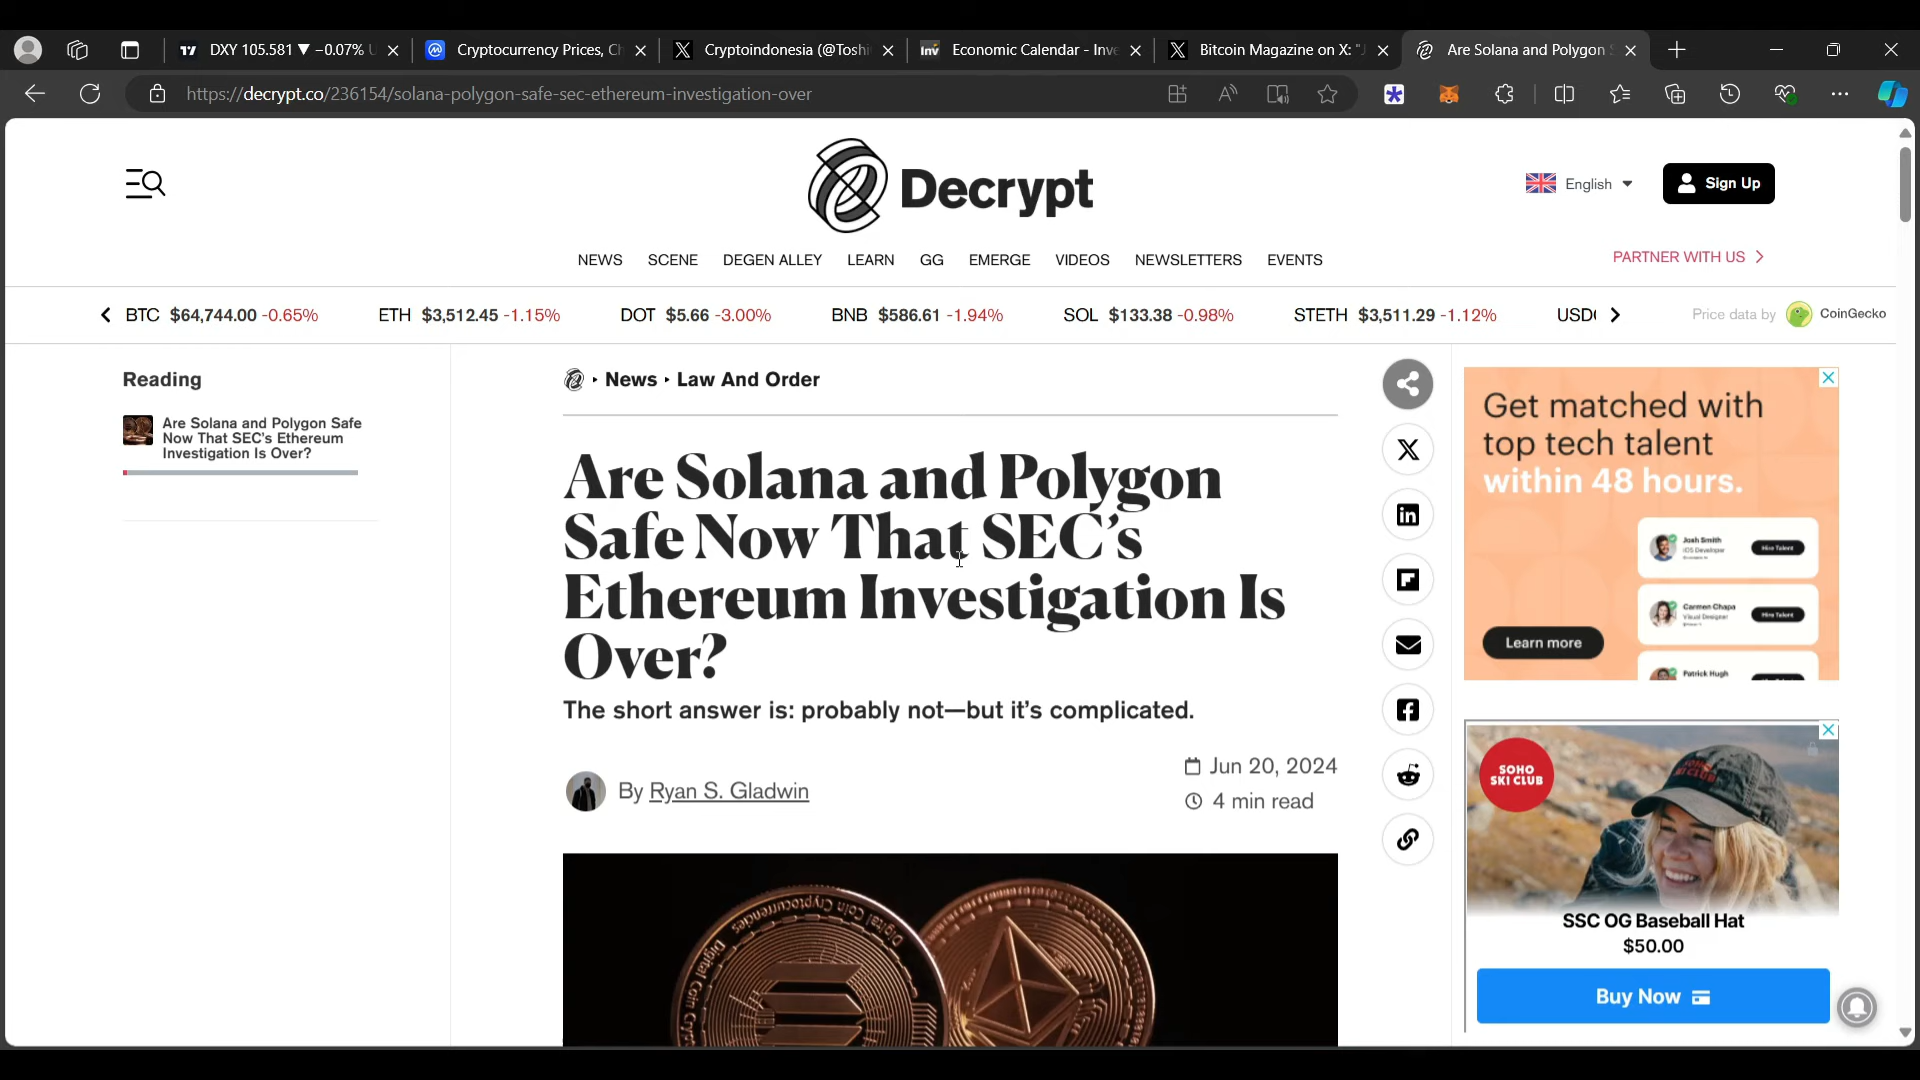 DXY 105.581 ▼ −0.07% U
Cryptocurrency Prices, Ch
Cryptoindonesia (@Toshi
Economic Calendar - Inve
Bitcoin Magazine on X: "J
Are Solana and Polygon S
https://decrypt.co/236154/solana-polygon-safe-sec-ethereum-investigation-over
Decrypt
English
Sign Up
NEWS SCENE DEGEN ALLEY LEARN GG EMERGE VIDEOS NEWSLETTERS EVENTS
PARTNER WITH US
BTC $64,744.00 -0.65% ETH $3,512.45 -1.15% DOT $5.66 -3.00% BNB $586.61 -1.94% SOL $133.38 -0.98% STETH $3,511.29 -1.12% USD
Price data by CoinGecko
Reading
Are Solana and Polygon Safe
Now That SEC's Ethereum
Investigation Is Over?
News ‣ Law And Order
Are Solana and Polygon
Safe Now That SEC’s
Ethereum Investigation Is
Over?
The short answer is: probably not—but it’s complicated.
By Ryan S. Gladwin
Jun 20, 2024
4 min read
Digital Coin Cryptocurrencies
Digital Coin Cry
Get matched with
top tech talent
within 48 hours.
Josh Smith
iOS Developer
Hire Talent
Carmen Chapa
Visual Designer
Hire Talent
Patrick Hugh
Learn more
SOHO
SKI CLUB
SSC OG Baseball Hat
$50.00
Buy Now